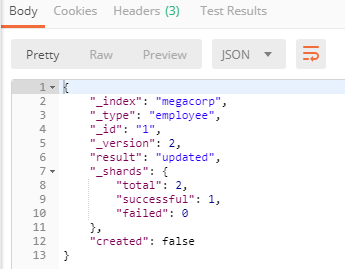 Body Cookies Headers (3) Test Results
Pretty Raw Preview JSON
1 {
2 "_index": "megacorp",
3 "_type": "employee",
4 "_id": "1",
5 "_version": 2,
6 "result": "updated",
7 "_shards": {
8 "total": 2,
9 "successful": 1,
10 "failed": 0
11 },
12 "created": false
13 }